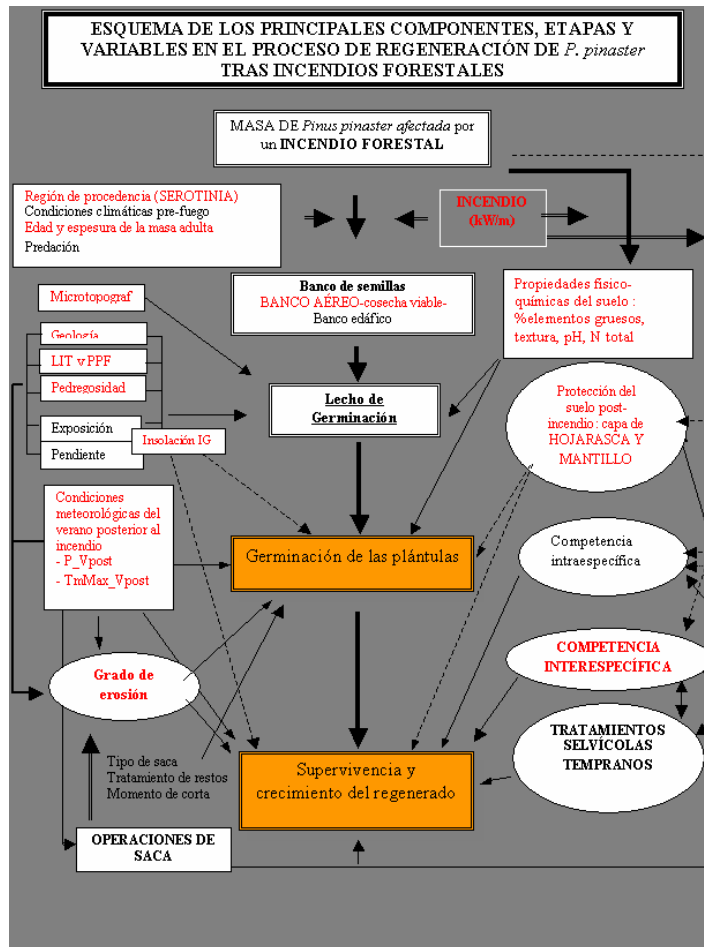 ESQUEMA DE LOS PRINCIPALES COMPONENTES, ETAPAS Y
VARIABLES EN EL PROCESO DE REGENERACIÓN DE P. pinaster
TRAS INCENDIOS FORESTALES
MASA DE Pinus pinaster afectada por
un INCENDIO FORESTAL
Región de procedencia (SEROTINIA)
Condiciones climáticas pre-fuego
Edad y espesura de la masa adulta
Predación
INCENDIO
(kW/m)
Banco de semillas
BANCO AÉREO-cosecha viable-
Banco edáfico
Propiedades físico-
químicas del suelo :
%elementos gruesos,
textura, pH, N total
Microtopograf
Geología
LIT y PPF
Pedregosidad
Exposición
Pendiente
Insolación IG
Lecho de
Germinación
Protección del
suelo post-
incendio: capa de
HOJARASCA Y
MANTILLO
Condiciones
meteorológicas del
verano posterior al
incendio
- P_Vpost
- TmMax_Vpost
Germinación de las plántulas
Competencia
intraespecífica
COMPETENCIA
INTERESPECÍFICA
Grado de
erosión
TRATAMIENTOS
SELVÍCOLAS
TEMPRANOS
Tipo de saca
Tratamiento de restos
Momento de corta
Supervivencia y
crecimiento del regenerado
OPERACIONES DE
SACA